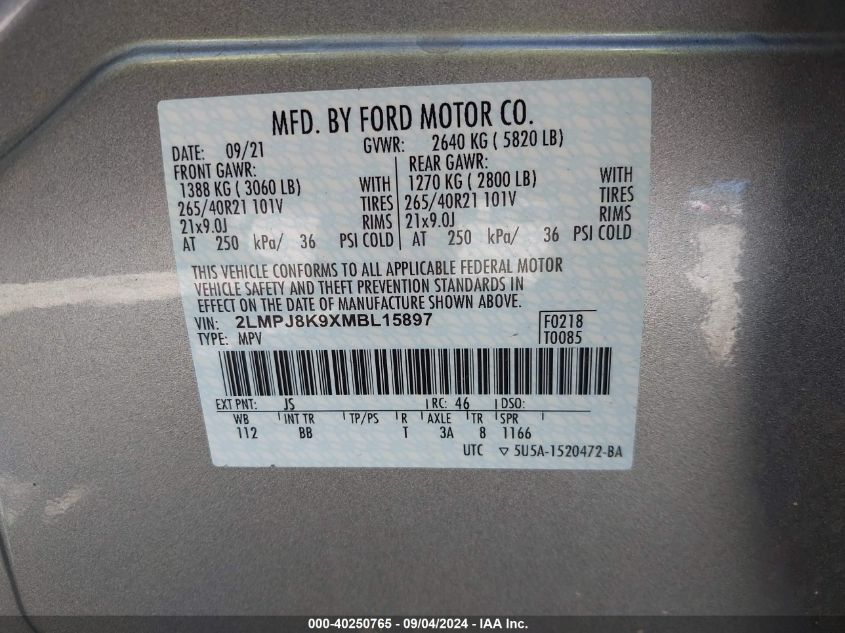 MFD. BY FORD MOTOR CO.
DATE: 09/21 GVWR: 2640 KG ( 5820 LB)
FRONT GAWR: REAR GAWR:
1388 KG ( 3060 LB) WITH 1270 KG ( 2800 LB) WITH
265/40R21 101V TIRES 265/40R21 101V TIRES
21x9.0J RIMS 21x9.0J RIMS
AT 250 kPa/ 36 PSI COLD AT 250 kPa/ 36 PSI COLD
THIS VEHICLE CONFORMS TO ALL APPLICABLE FEDERAL MOTOR
VEHICLE SAFETY AND THEFT PREVENTION STANDARDS IN
EFFECT ON THE DATE OF MANUFACTURE SHOWN ABOVE.
VIN: 2LMPJ8K9XMBL15897 F0218
TYPE: MPV T0085
EXT PNT: JS RC: 46 DSO:
WB INT TR TP/PS R AXLE TR SPR
112 BB T 3A 8 1166
UTC ▽ 5U5A-1520472-BA
000-40250765 - 09/04/2024 - IAA Inc.